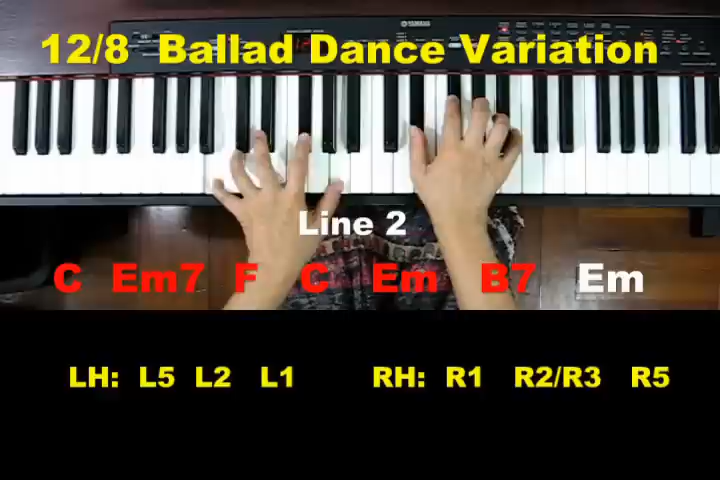 YAMAHA
12/8 Ballad Dance Variation
Line 2
C Em7 F C Em B7 Em
LH: L5 L2 L1 RH: R1 R2/R3 R5